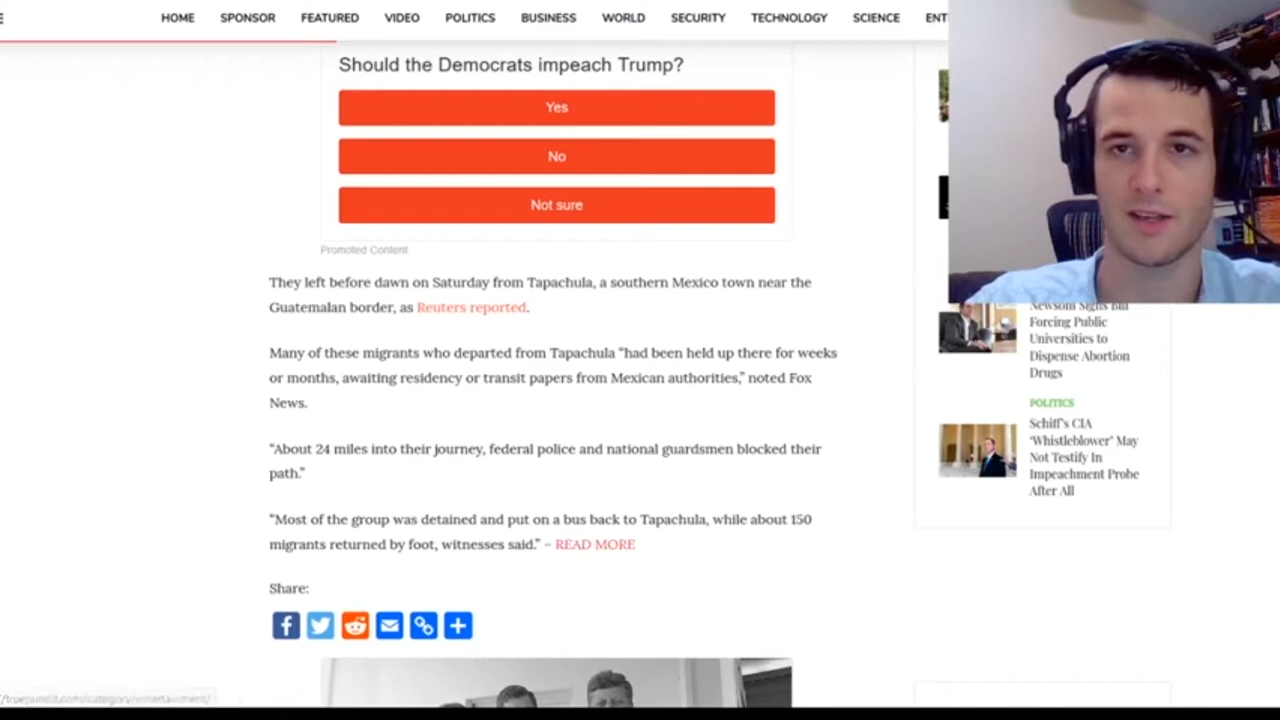 HOME SPONSOR FEATURED VIDEO POLITICS BUSINESS WORLD SECURITY TECHNOLOGY SCIENCE ENT
Should the Democrats impeach Trump?
Yes
No
Not sure
Promoted Content
They left before dawn on Saturday from Tapachula, a southern Mexico town near the
Guatemalan border, as Reuters reported.
Many of these migrants who departed from Tapachula “had been held up there for weeks
or months, awaiting residency or transit papers from Mexican authorities,” noted Fox
News.
“About 24 miles into their journey, federal police and national guardsmen blocked their
path.”
“Most of the group was detained and put on a bus back to Tapachula, while about 150
migrants returned by foot, witnesses said.” – READ MORE
Share:
Newsom Signs Bill
Forcing Public
Universities to
Dispense Abortion
Drugs
POLITICS
Schiff’s CIA
‘Whistleblower’ May
Not Testify In
Impeachment Probe
After All